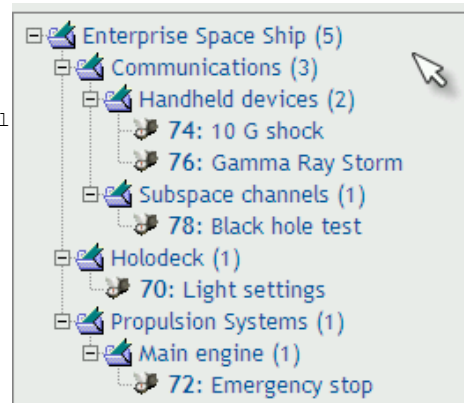 Enterprise Space Ship (5)
Communications (3)
Handheld devices (2)
74: 10 G shock
76: Gamma Ray Storm
Subspace channels (1)
78: Black hole test
Holodeck (1)
70: Light settings
Propulsion Systems (1)
Main engine (1)
72: Emergency stop